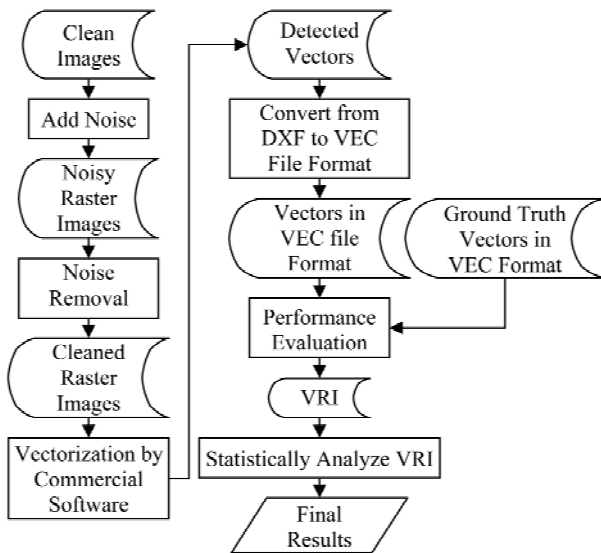 Clean
Images
Add Noise
Noisy
Raster
Images
Noise
Removal
Cleaned
Raster
Images
Vectorization by
Commercial
Software
Detected
Vectors
Convert from
DXF to VEC
File Format
Vectors in
VEC file
Format
Ground Truth
Vectors in
VEC Format
Performance
Evaluation
VRI
Statistically Analyze VRI
Final
Results